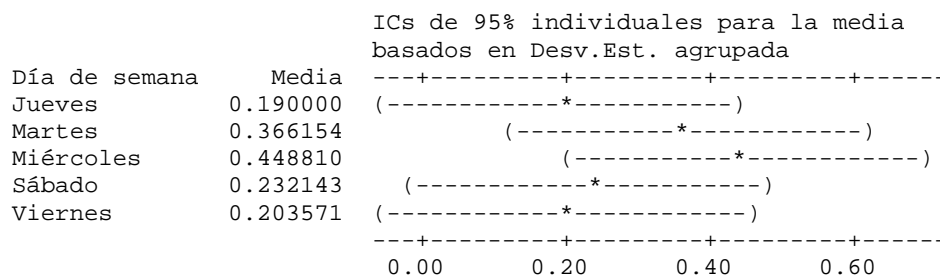 ICs de 95% individuales para la media
                         basados en Desv.Est. agrupada
Día de semana     Media  ---+---------+---------+---------+------
Jueves         0.190000  (------------*-----------)
Martes         0.366154           (-----------*------------)
Miércoles      0.448810               (-----------*------------)
Sábado         0.232143    (------------*-----------)
Viernes        0.203571  (------------*------------)
                         ---+---------+---------+---------+------
                          0.00      0.20      0.40      0.60